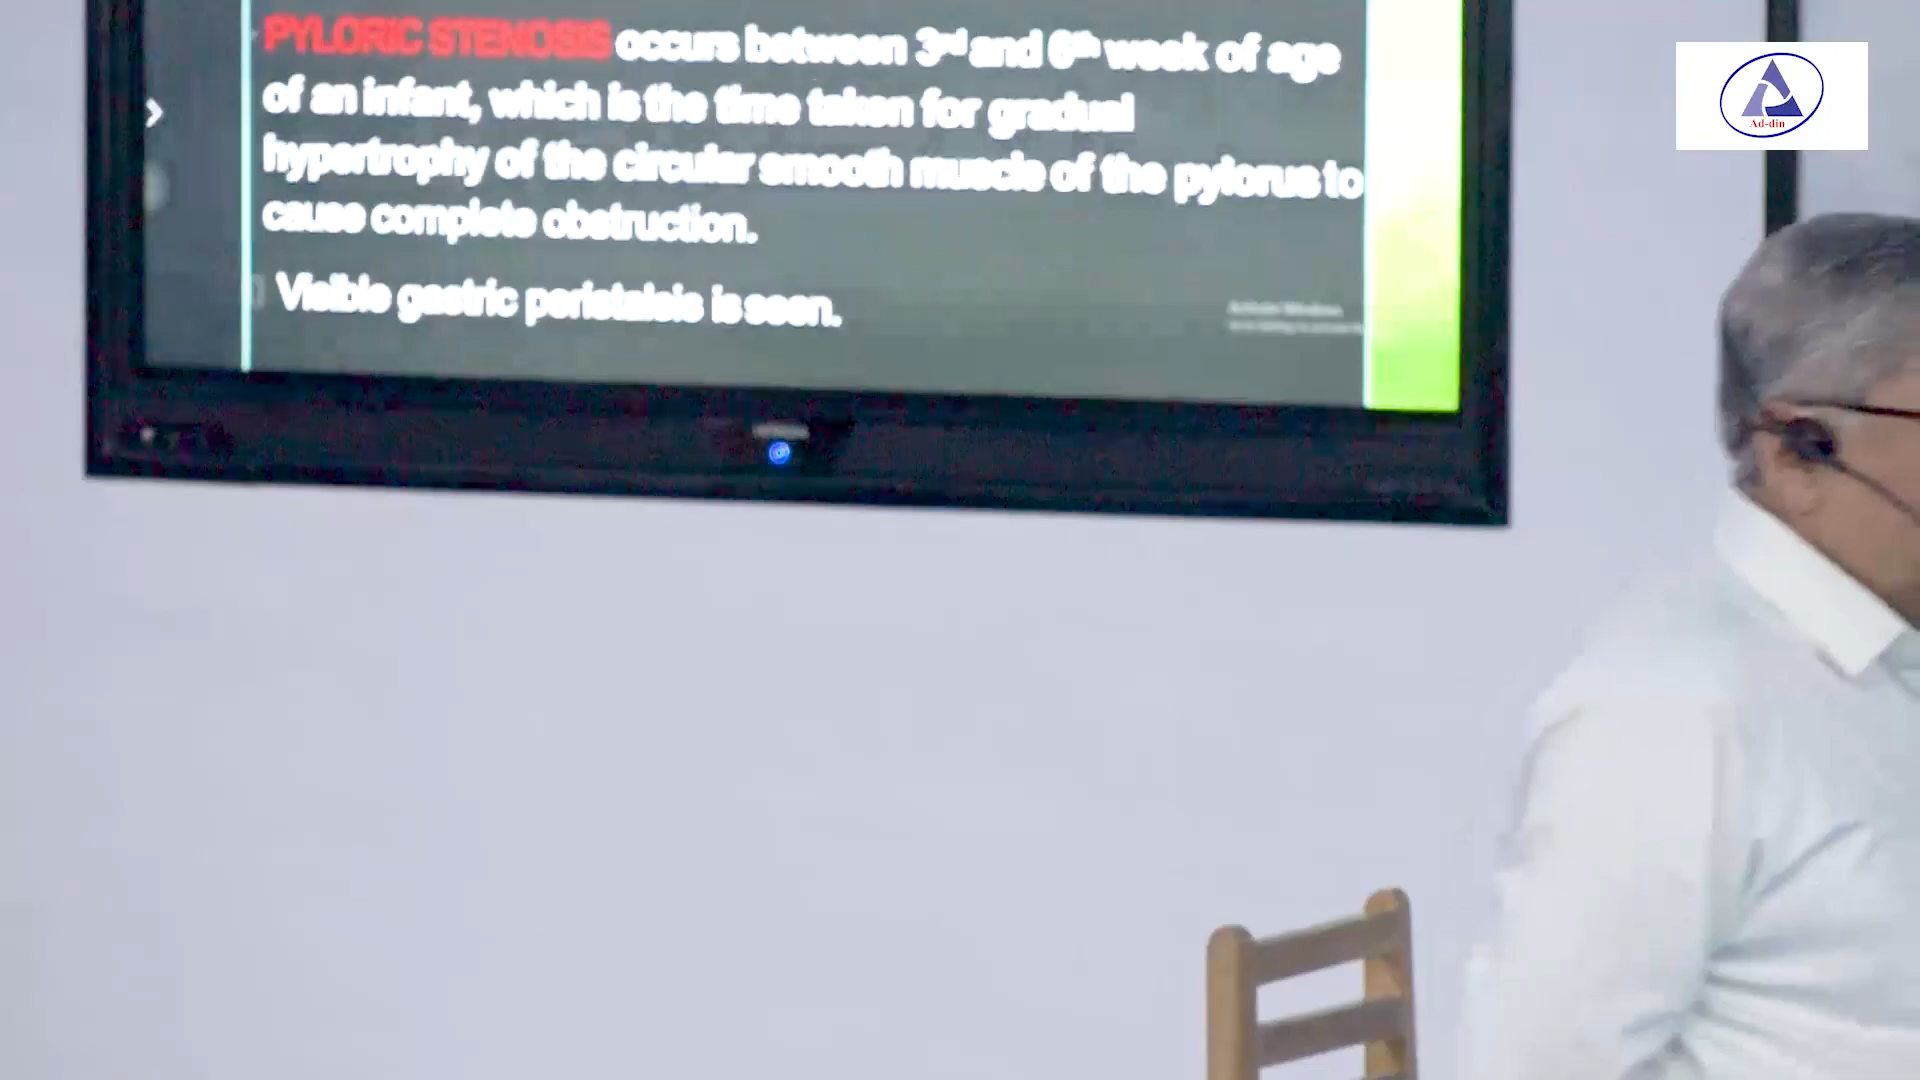 PYLORIC STENOSIS occurs between 3rd and 6th week of age
of an infant, which is the time taken for gradual
hypertrophy of the circular smooth muscle of the pylorus to
cause complete obstruction.
Visible gastric peristalsis is seen.
Activate Windows
Ad-din